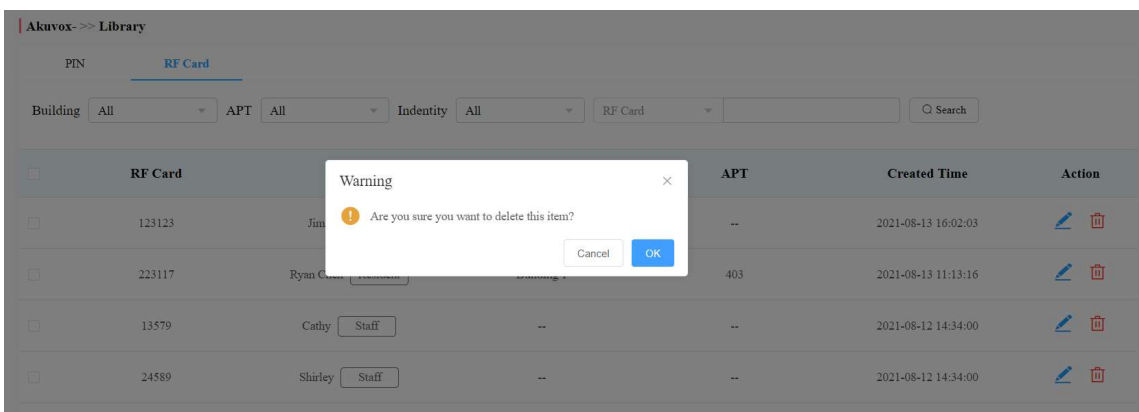 Akuvox- >> Library
PIN RF Card
Building All APT All Indentity All RF Card Search
RF Card APT Created Time Action
Warning
Are you sure you want to delete this item?
Cancel OK
123123 Jim -- 2021-08-13 16:02:03
223117 Ryan 403 2021-08-13 11:13:16
13579 Cathy Staff -- -- 2021-08-12 14:34:00
24589 Shirley Staff -- -- 2021-08-12 14:34:00